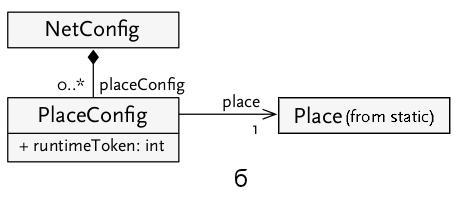 NetConfig
0..* placeConfig
PlaceConfig
+ runtimeToken: int
place
1
Place (from static)
б